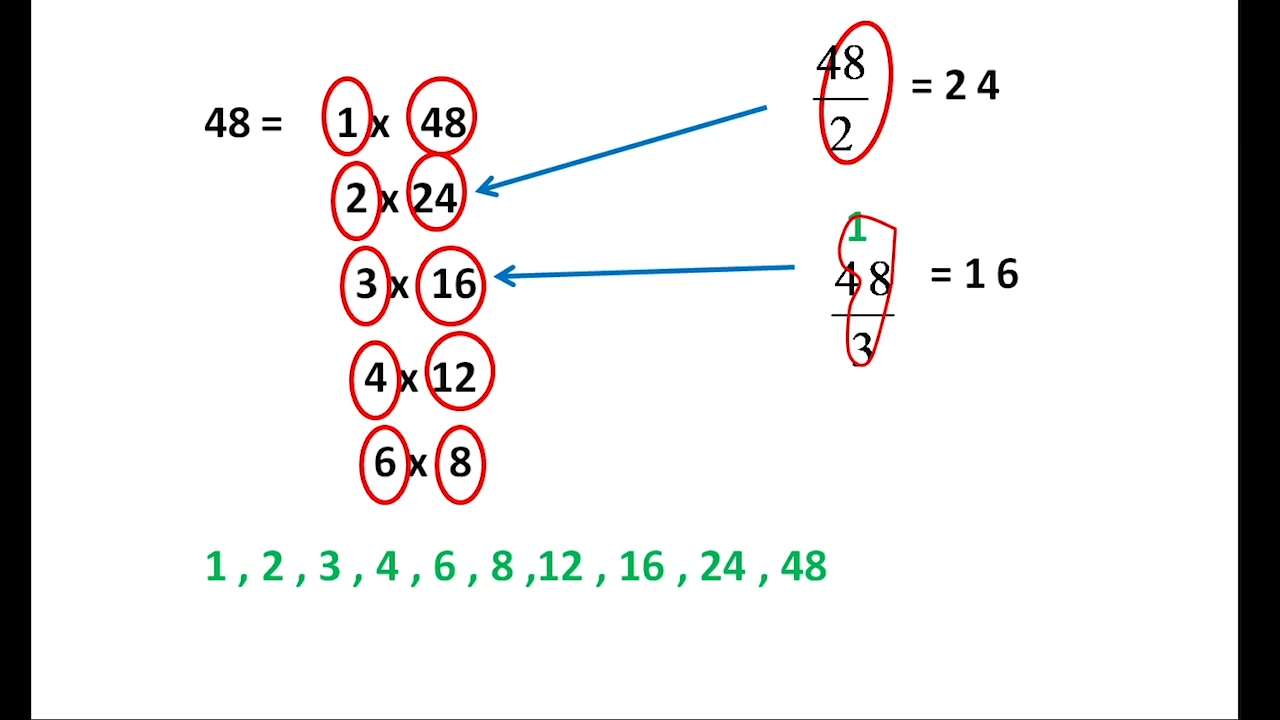 48 = 1 x 48
2 x 24
3 x 16
4 x 12
6 x 8
48
2
= 2 4
1
4 8
3
= 1 6
1 , 2 , 3 , 4 , 6 , 8 ,12 , 16 , 24 , 48